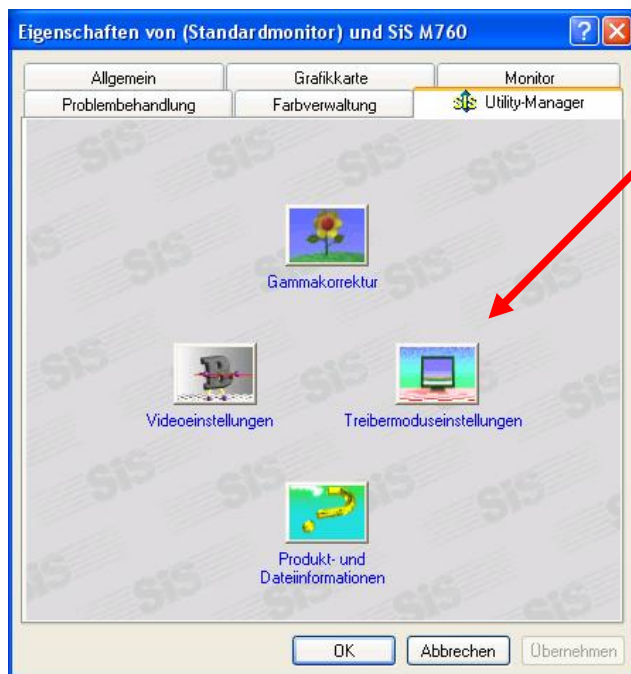 Eigenschaften von (Standardmonitor) und SiS M760
Allgemein
Grafikkarte
Monitor
Problembehandlung
Farbverwaltung
SiS Utility-Manager
Gammakorrektur
Videoeinstellungen
Treibermoduseinstellungen
Produkt- und
Dateiinformationen
OK
Abbrechen
Übernehmen